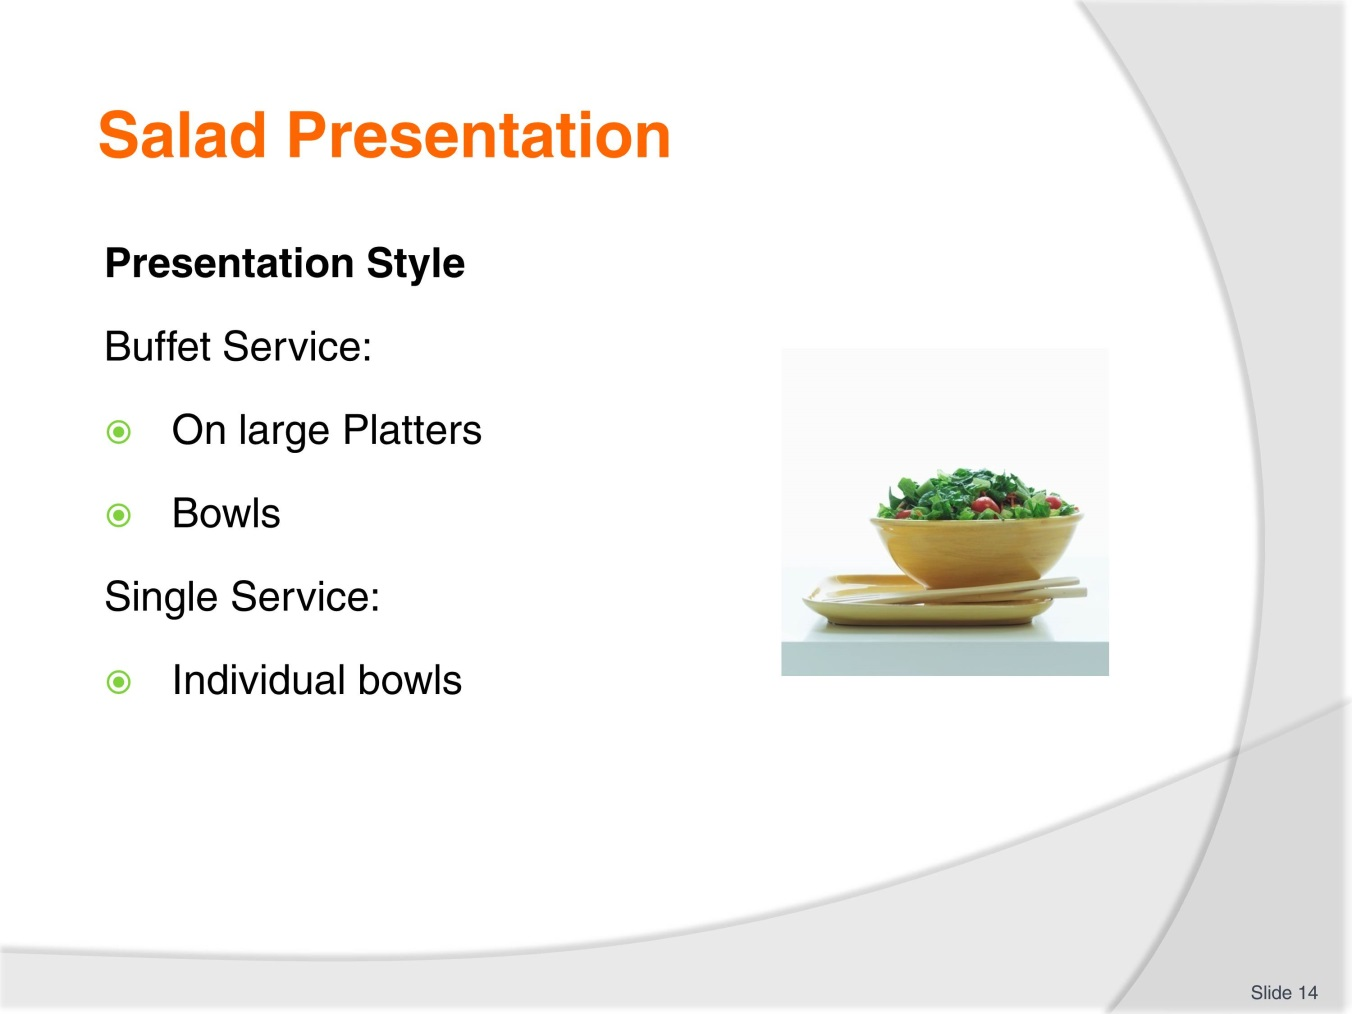 Salad Presentation
Presentation Style
Buffet Service:
On large Platters
Bowls
Single Service:
Individual bowls
Slide 14